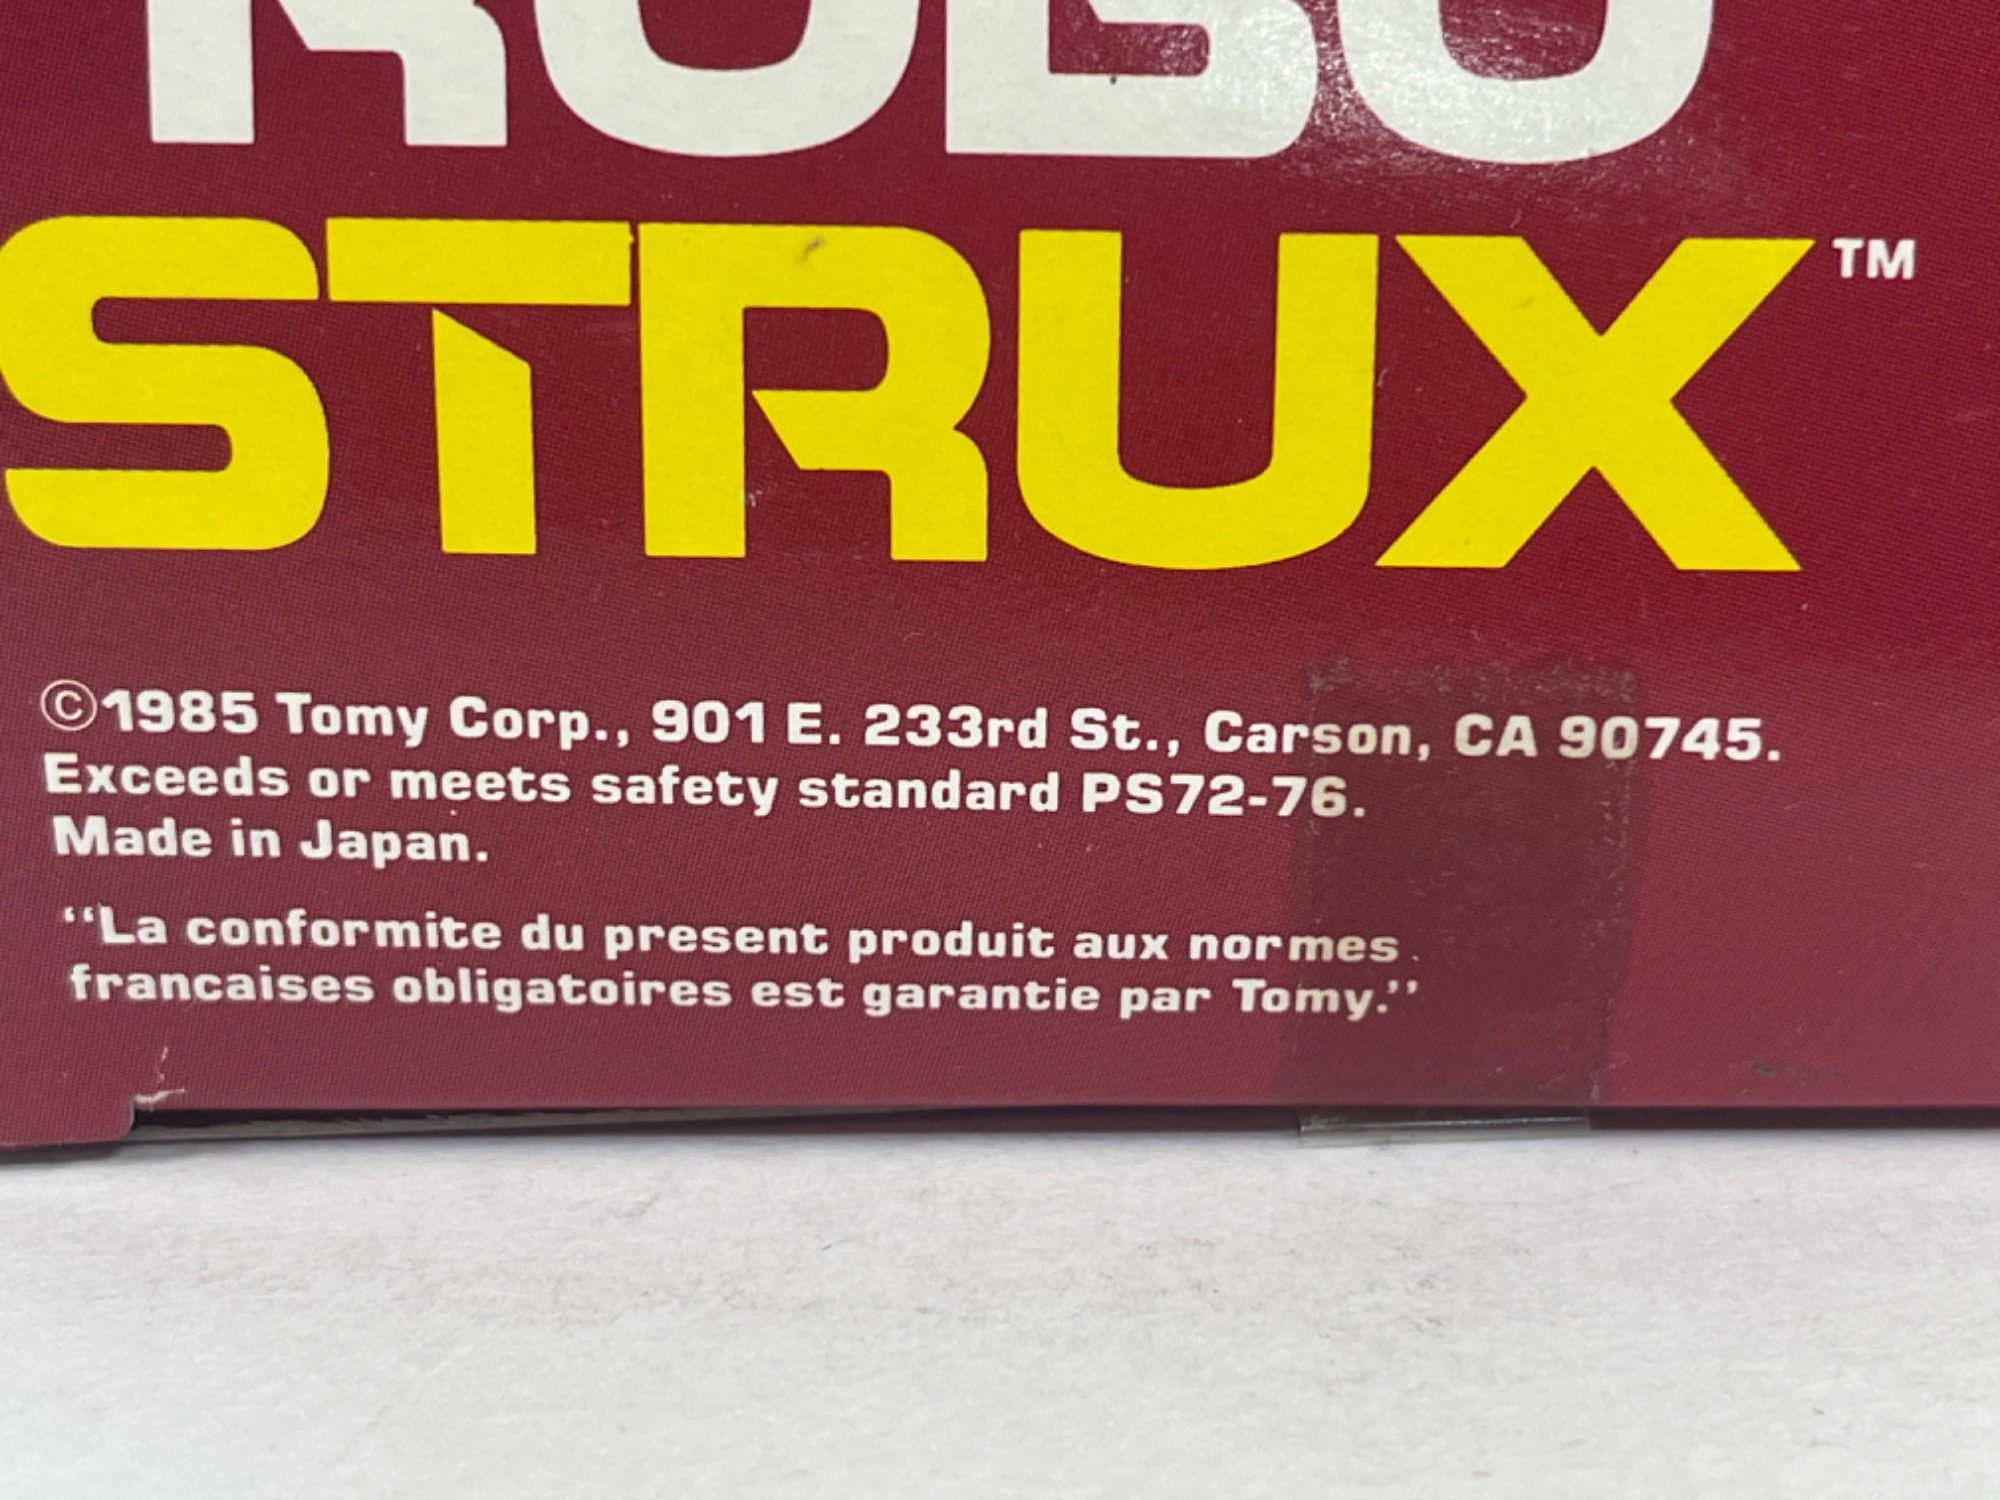 ROBO
STRUX™
©1985 Tomy Corp., 901 E. 233rd St., Carson, CA 90745.
Exceeds or meets safety standard PS72-76.
Made in Japan.
“La conformite du present produit aux normes
francaises obligatoires est garantie par Tomy.”